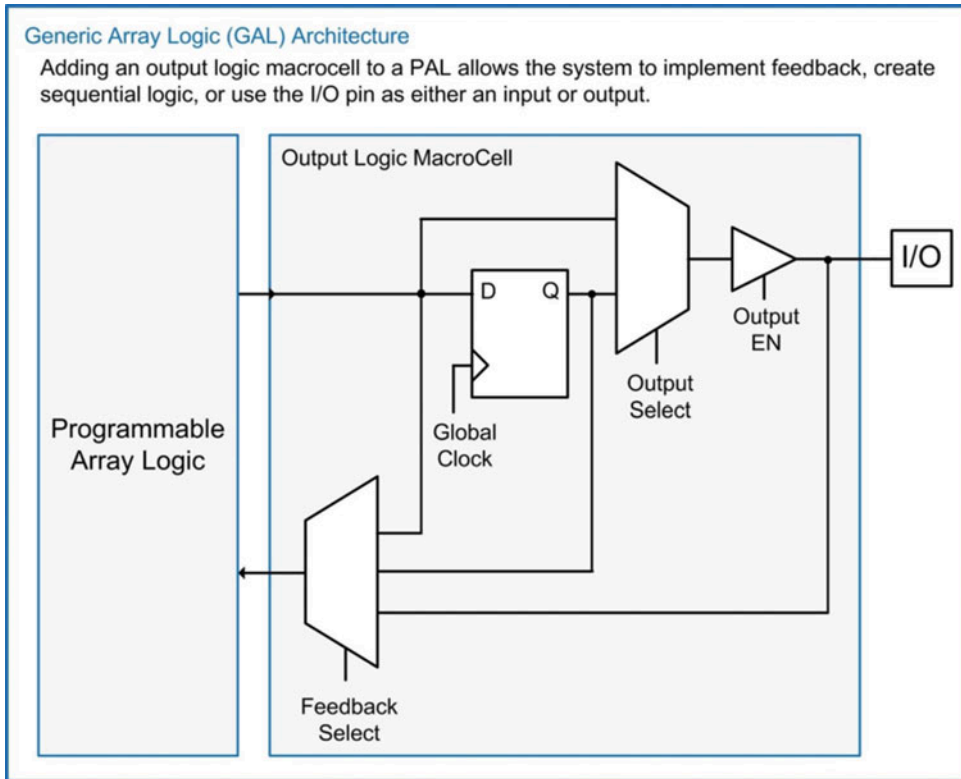 Generic Array Logic (GAL) Architecture
Adding an output logic macrocell to a PAL allows the system to implement feedback, create
sequential logic, or use the I/O pin as either an input or output.
Output Logic MacroCell
I/O
D Q
Output
EN
Output
Select
Global
Clock
Programmable
Array Logic
Feedback
Select